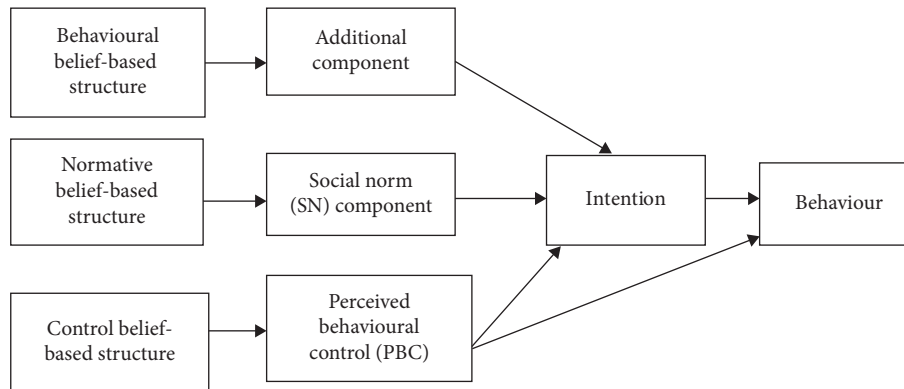 Behavioural
belief-based
structure
Additional
component
Normative
belief-based
structure
Social norm
(SN) component
Intention
Behaviour
Control belief-
based structure
Perceived
behavioural
control (PBC)